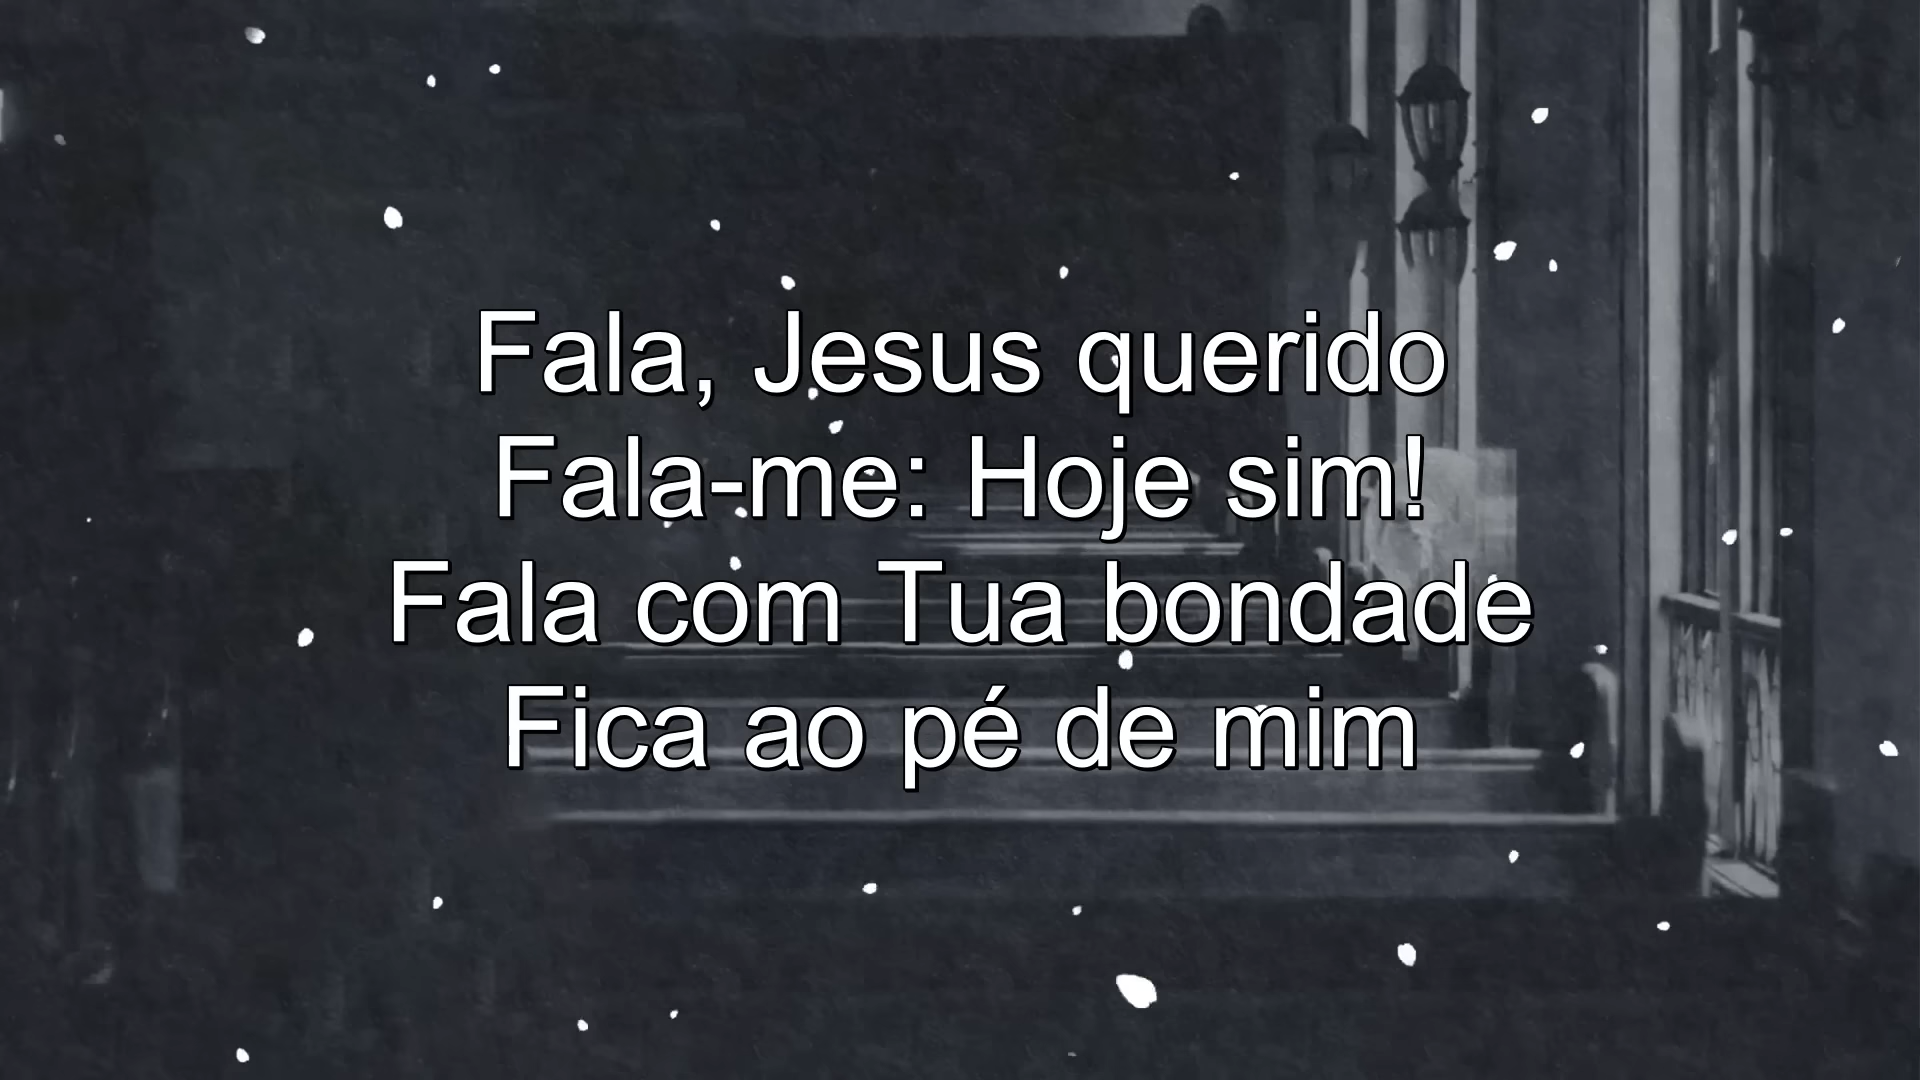 Fala, Jesus querido
Fala-me: Hoje sim!
Fala com Tua bondade
Fica ao pé de mim